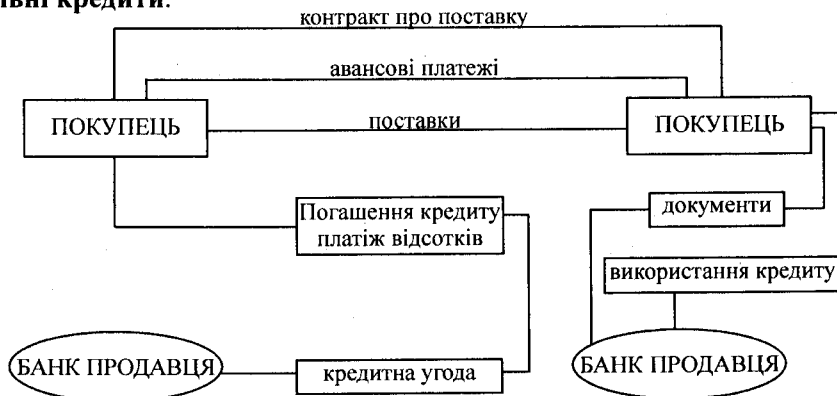 льні кредити.
контракт про поставку
авансові платежі
ПОКУПЕЦЬ
поставки
ПОКУПЕЦЬ
Погашення кредиту
платіж відсотків
документи
використання кредиту
БАНК ПРОДАВЦЯ
кредитна угода
БАНК ПРОДАВЦЯ